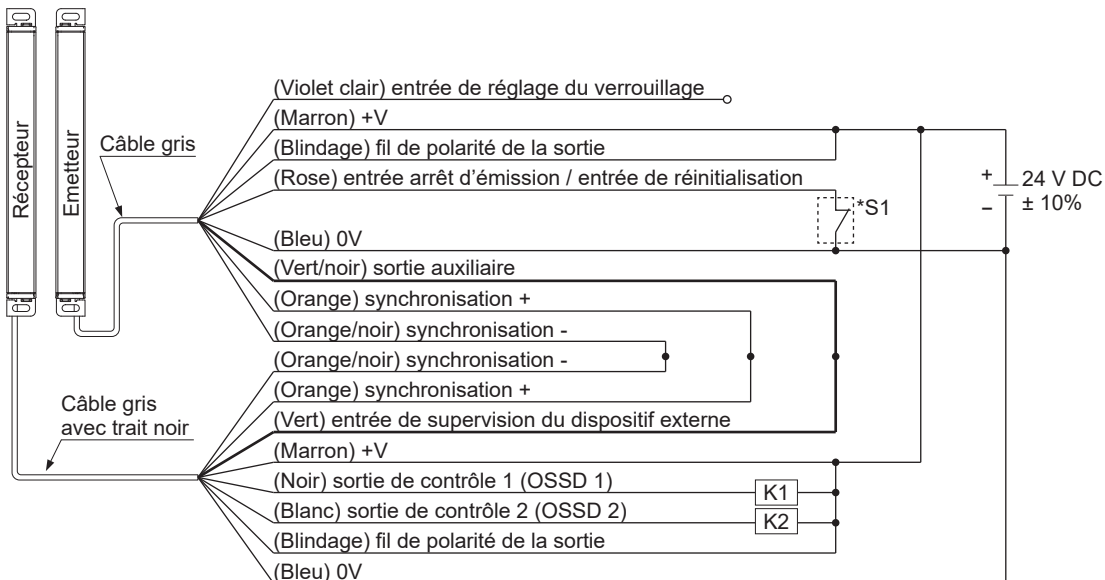 Récepteur
Emetteur
Câble gris
(Violet clair) entrée de réglage du verrouillage
(Marron) +V
(Blindage) fil de polarité de la sortie
(Rose) entrée arrêt d’émission / entrée de réinitialisation
*S1
+
−
24 V DC
± 10%
(Bleu) 0V
(Vert/noir) sortie auxiliaire
(Orange) synchronisation +
(Orange/noir) synchronisation -
(Orange/noir) synchronisation -
(Orange) synchronisation +
(Vert) entrée de supervision du dispositif externe
Câble gris
avec trait noir
(Marron) +V
(Noir) sortie de contrôle 1 (OSSD 1)
K1
(Blanc) sortie de contrôle 2 (OSSD 2)
K2
(Blindage) fil de polarité de la sortie
(Bleu) 0V